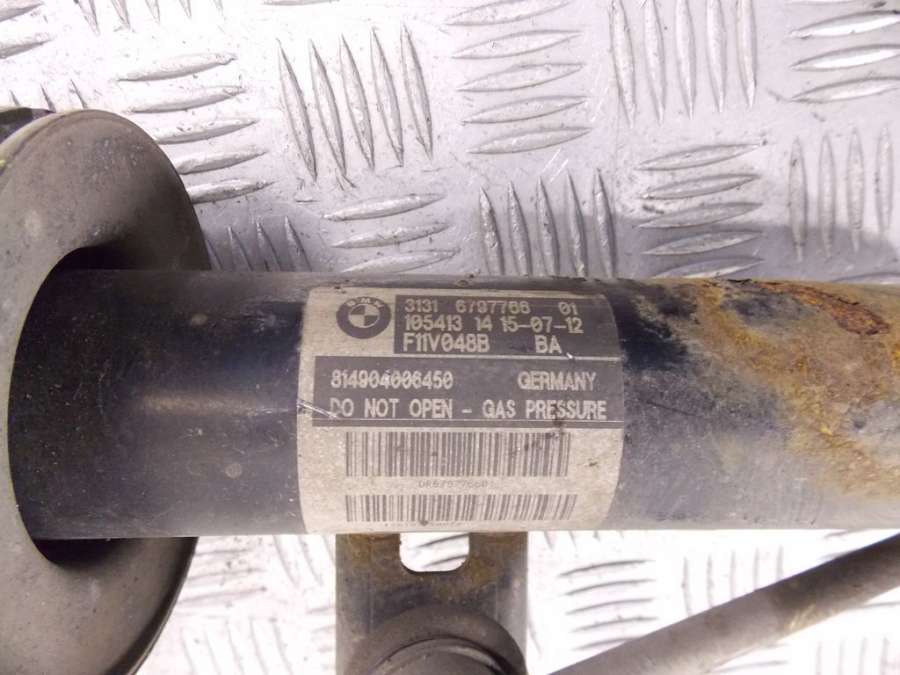 BMW
3131 6797766 01
105413 14 15-07-12
F11V048B BA
814904006450 GERMANY
DO NOT OPEN - GAS PRESSURE